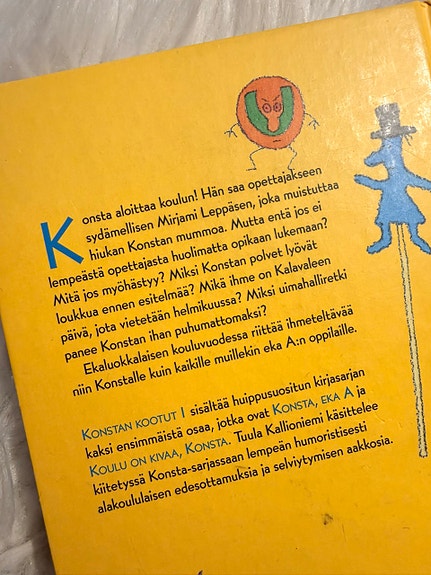 Konsta aloittaa koulun! Hän saa opettajakseen
sydämellisen Mirjami Leppäsen, joka muistuttaa
hiukan Konstan mummoa. Mutta entä jos ei
lempeästä opettajasta huolimatta opikaan lukemaan?
Mitä jos myöhästyy? Miksi Konstan polvet lyövät
loukkua ennen esitelmää? Mikä ihme on Kalavaleen
päivä, jota vietetään helmikuussa? Miksi uimahalliretki
panee Konstan ihan puhumattomaksi?
Ekaluokkalaisen kouluvuodessa riittää ihmeteltävää
niin Konstalle kuin kaikille muillekin eka A:n oppilaille.
KONSTAN KOOTUT I sisältää huippusuositun kirjasarjan
kaksi ensimmäistä osaa, jotka ovat KONSTA, EKA A ja
KOULU ON KIVAA, KONSTA. Tuula Kallioniemi käsittelee
kiitetyssä Konsta-sarjassaan lempeän humoristisesti
alakoululaisen edesottamuksia ja selviytymisen aakkosia.